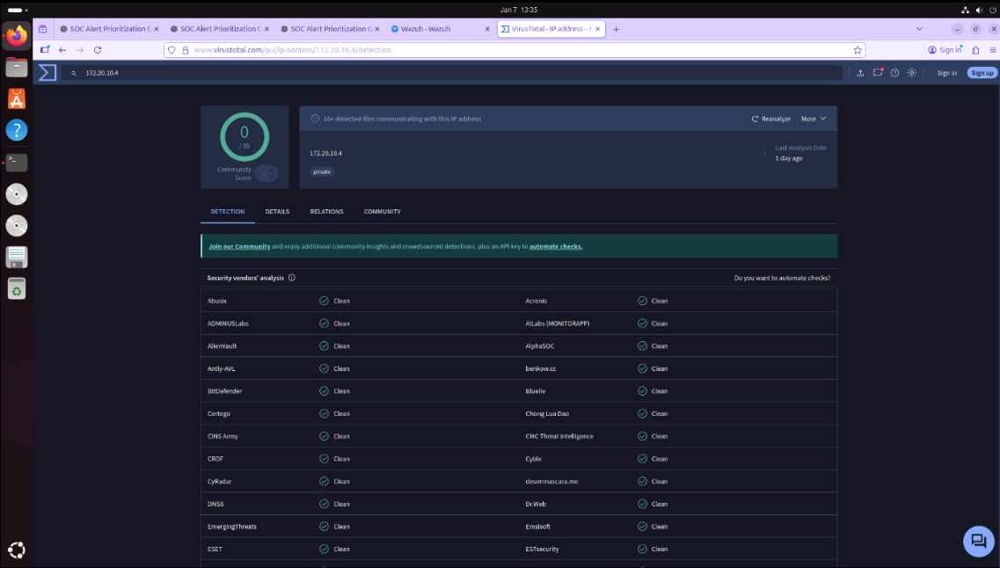 Jan 7 13:35
SOC Alert Prioritization G
SOC Alert Prioritization G
SOC Alert Prioritization G
Wazuh - Wazuh
VirusTotal - IP address - 1
www.virustotal.com/gui/ip-address/172.20.10.4/detection
Sign in
172.20.10.4
Sign in
Sign up
0
/ 95
Community
Score
10+ detected files communicating with this IP address
Reanalyze
More
172.20.10.4
private
Last Analysis Date
1 day ago
DETECTION
DETAILS
RELATIONS
COMMUNITY
Join our Community and enjoy additional community insights and crowdsourced detections, plus an API key to automate checks.
Security vendors' analysis
Do you want to automate checks?
Abusix Clean Acronis Clean
ADMINUSLabs Clean AILabs (MONITORAPP) Clean
AlienVault Clean AlphaSOC Clean
Antiy-AVL Clean benkow.cc Clean
BitDefender Clean Blueliv Clean
Certego Clean Chong Lua Dao Clean
CINS Army Clean CMC Threat Intelligence Clean
CRDF Clean Cyble Clean
CyRadar Clean desenmascara.me Clean
DNS8 Clean Dr.Web Clean
EmergingThreats Clean Emsisoft Clean
ESET Clean ESTsecurity Clean